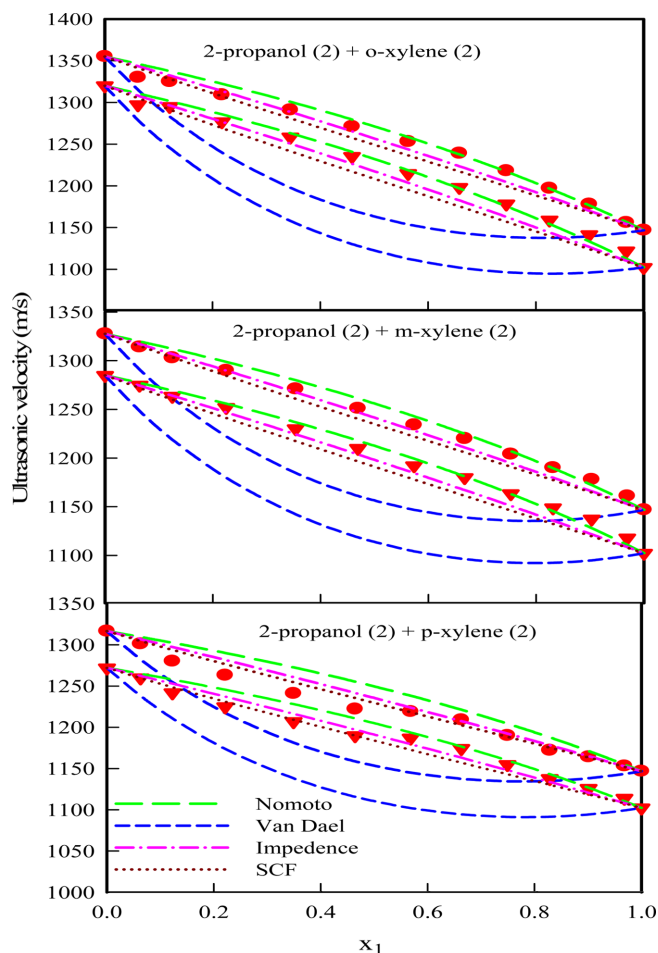 1400
2-propanol (2) + o-xylene (2)
1350
1300
1250
1200
1150
1100
1350
2-propanol (2) + m-xylene (2)
1300
1250
1200
1150
1100
Ultrasonic velocity (m/s)
1350
2-propanol (2) + p-xylene (2)
1300
1250
1200
1150
1100
1050
1000
Nomoto
Van Dael
Impedence
SCF
0.0 0.2 0.4 0.6 0.8 1.0
x1